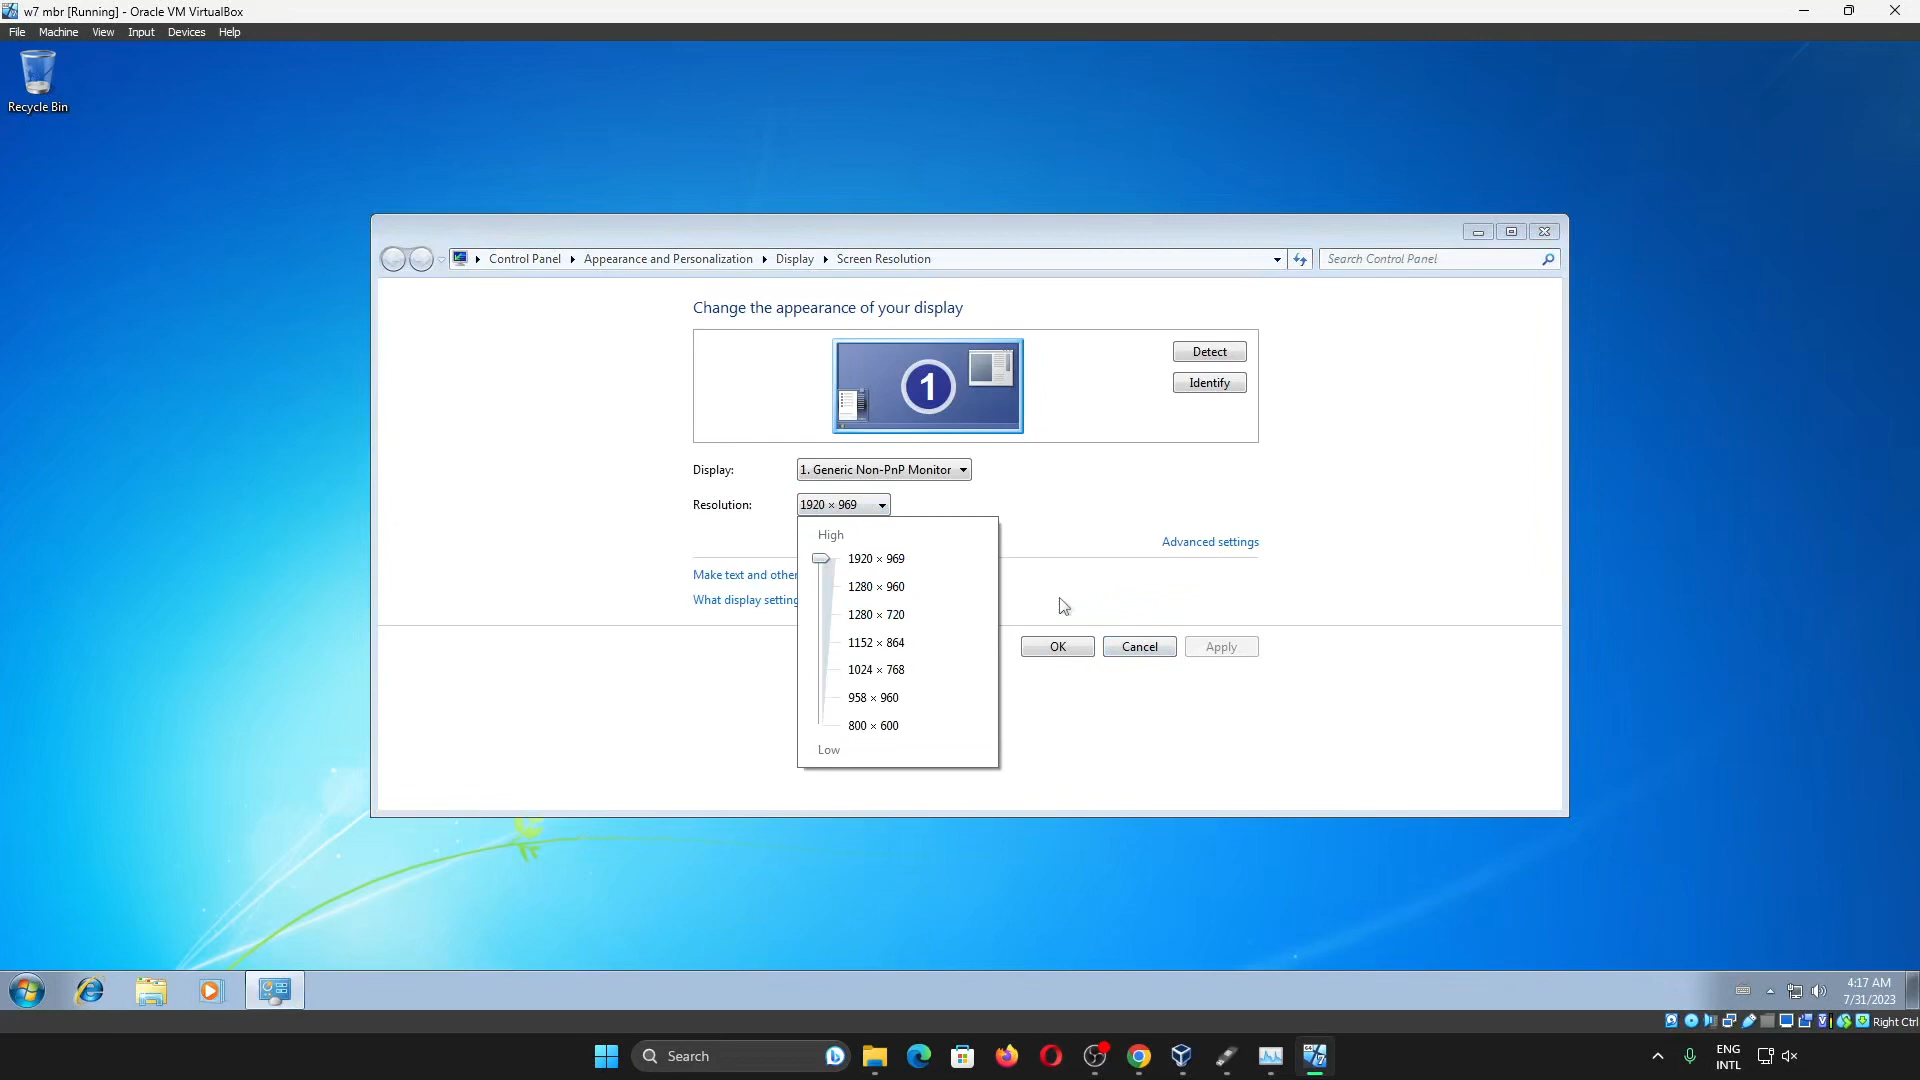 w7 mbr [Running] - Oracle VM VirtualBox
File Machine View Input Devices Help
Recycle Bin
Control Panel Appearance and Personalization Display Screen Resolution
Search Control Panel
Change the appearance of your display
1
Detect
Identify
Display: 1. Generic Non-PnP Monitor
Resolution: 1920 × 969
High
Advanced settings
1920 × 969
Make text and other
1280 × 960
What display setting
1280 × 720
1152 × 864
OK Cancel Apply
1024 × 768
958 × 960
800 × 600
Low
4:17 AM
7/31/2023
Right Ctrl
Search
ENG
INTL